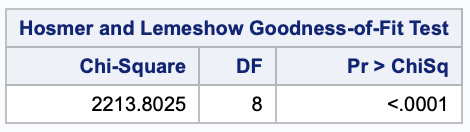 Hosmer and Lemeshow Goodness-of-Fit Test
Chi-Square DF Pr > ChiSq
2213.8025 8 <.0001